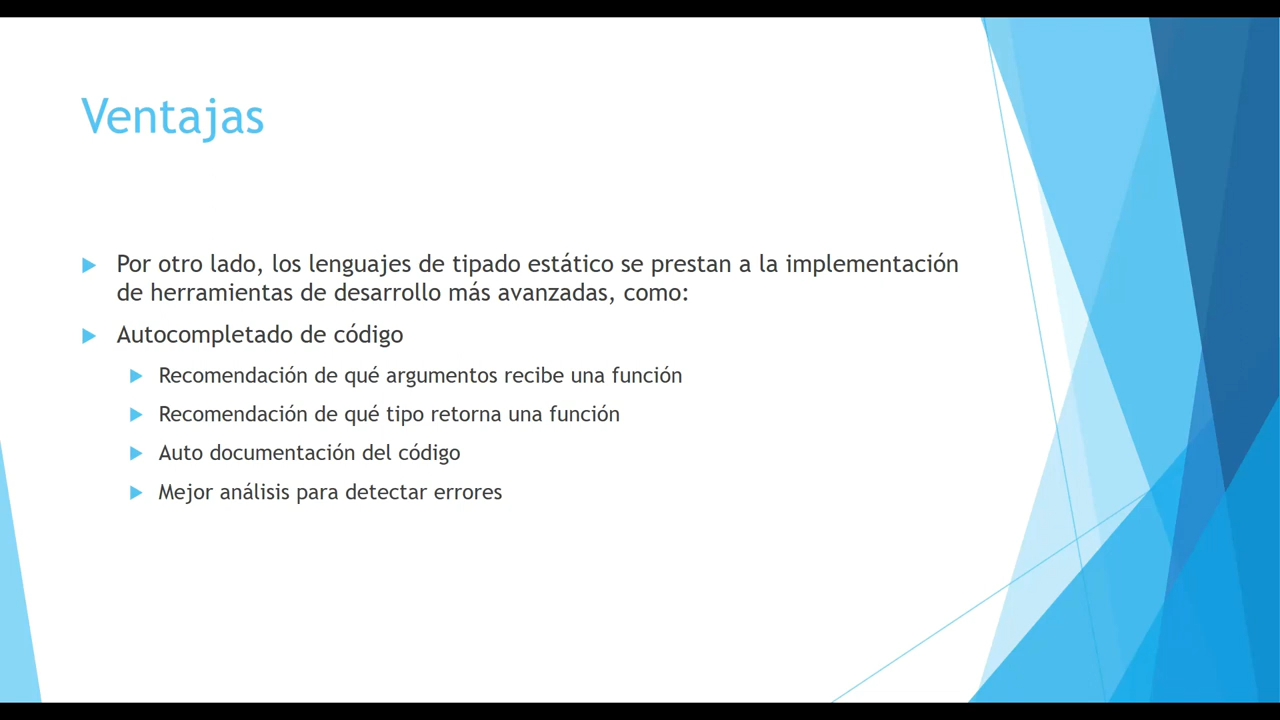 Ventajas
Por otro lado, los lenguajes de tipado estático se prestan a la implementación
de herramientas de desarrollo más avanzadas, como:
Autocompletado de código
Recomendación de qué argumentos recibe una función
Recomendación de qué tipo retorna una función
Auto documentación del código
Mejor análisis para detectar errores